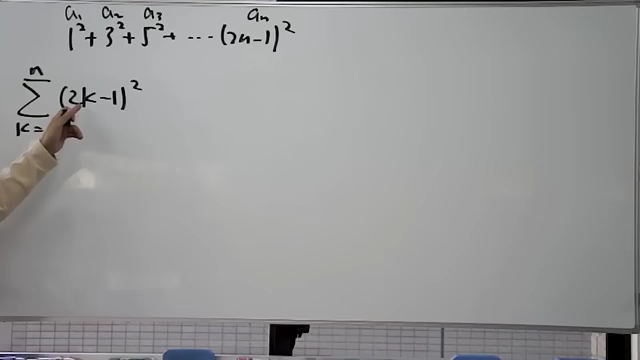 a₁ a₂ a₃ aₙ
1² + 3² + 5² + ··· (2n-1)²
n
∑ (2k-1)²
k=